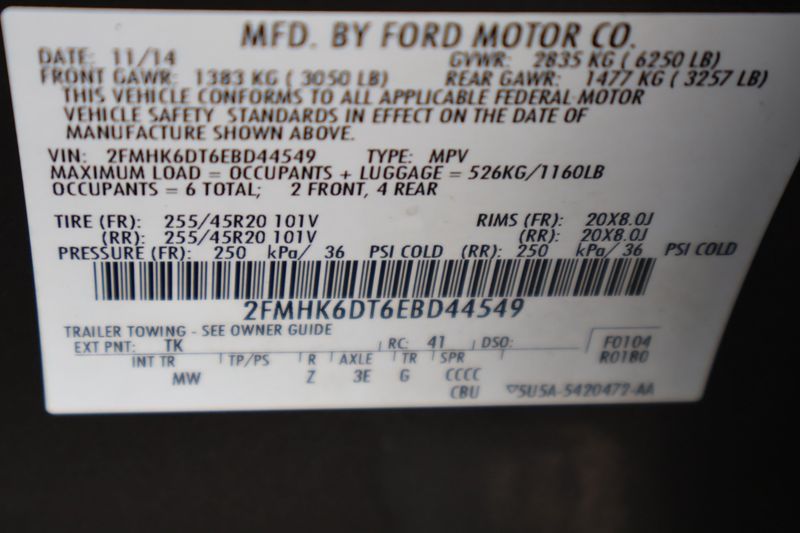 MFD. BY FORD MOTOR CO.
DATE: 11/14 GVWR: 2835 KG ( 6250 LB)
FRONT GAWR: 1383 KG ( 3050 LB) REAR GAWR: 1477 KG ( 3257 LB)
THIS VEHICLE CONFORMS TO ALL APPLICABLE FEDERAL MOTOR
VEHICLE SAFETY STANDARDS IN EFFECT ON THE DATE OF
MANUFACTURE SHOWN ABOVE.
VIN: 2FMHK6DT6EBD44549 TYPE: MPV
MAXIMUM LOAD = OCCUPANTS + LUGGAGE = 526KG/1160LB
OCCUPANTS = 6 TOTAL; 2 FRONT, 4 REAR
TIRE (FR): 255/45R20 101V RIMS (FR): 20X8.0J
(RR): 255/45R20 101V (RR): 20X8.0J
PRESSURE (FR): 250 kPa/ 36 PSI COLD (RR): 250 kPa/ 36 PSI COLD
2FMHK6DT6EBD44549
TRAILER TOWING - SEE OWNER GUIDE
EXT PNT: TK RC: 41 DSO: F0104
R0180
INT TR TP/PS R AXLE TR SPR
MW Z 3E G CCCC
CBU 5U5A-5420472-AA